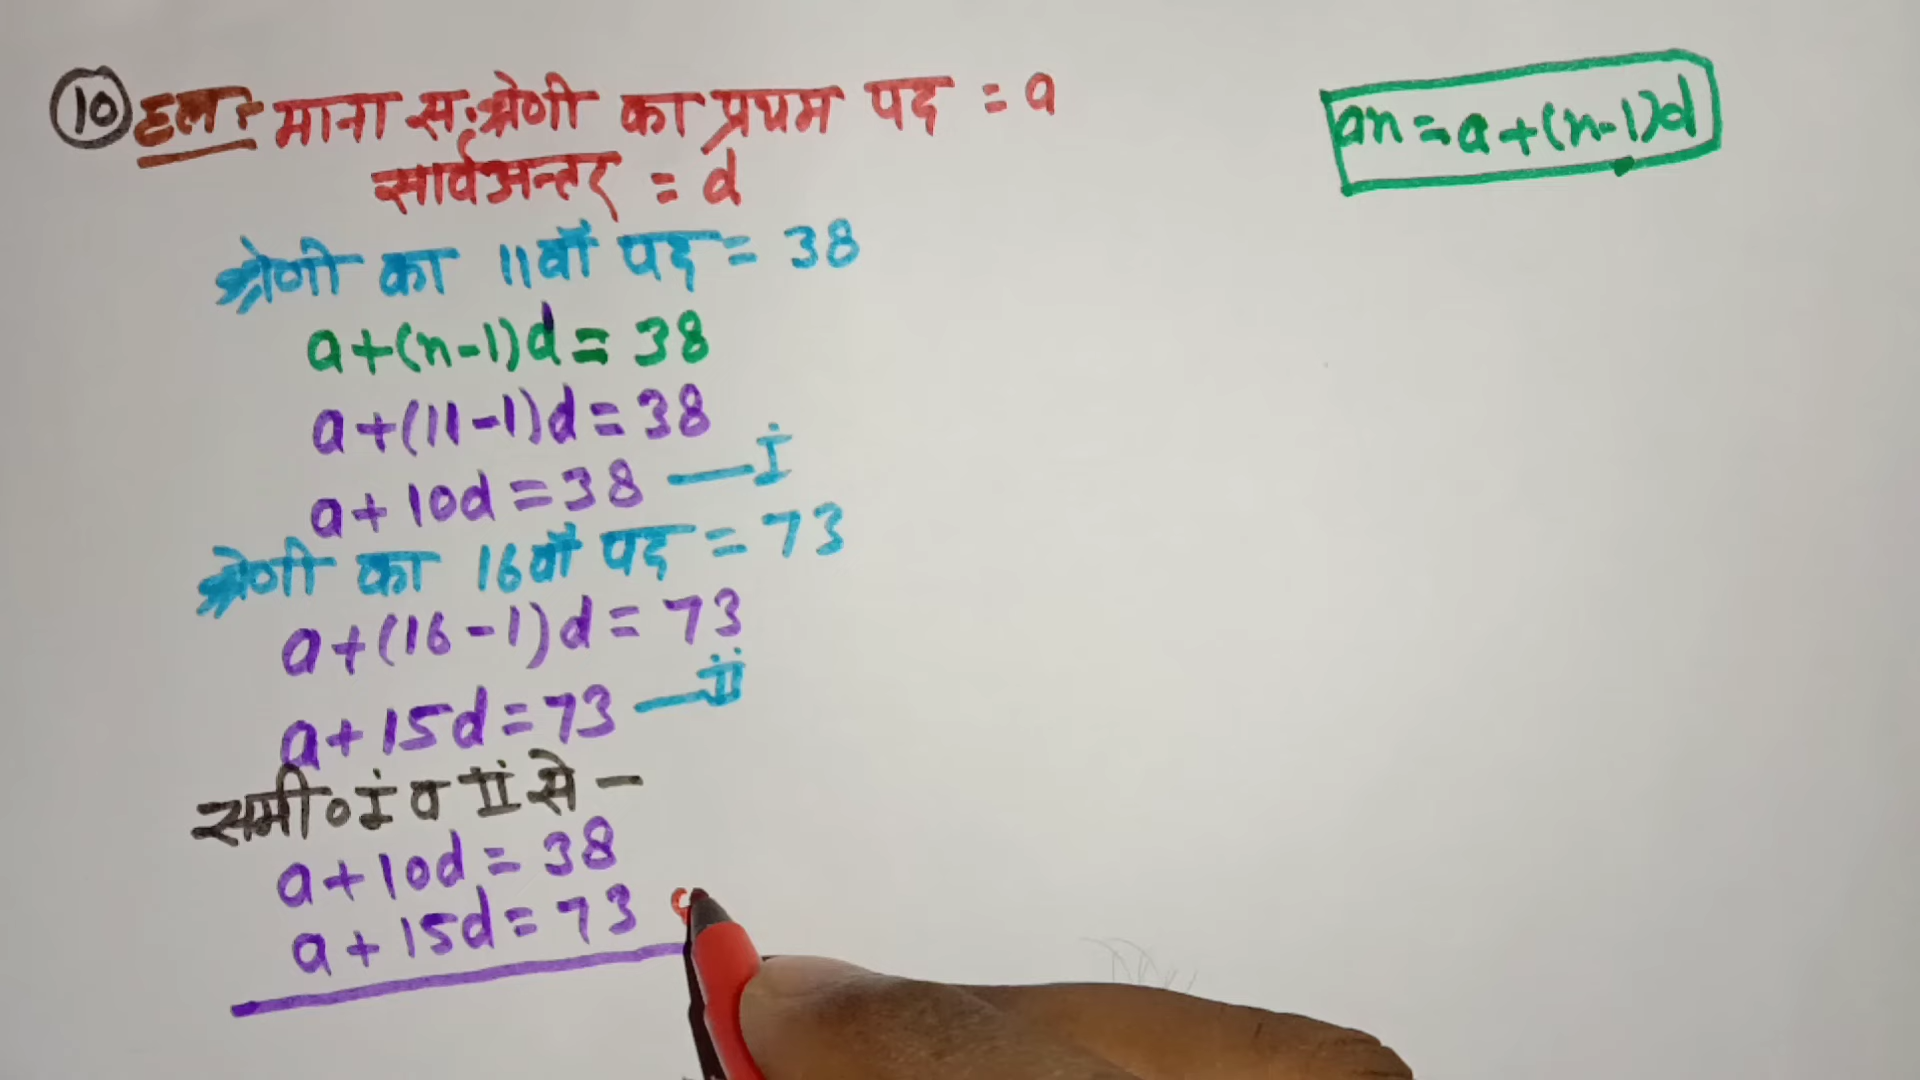 10 हल:- माना स. श्रेणी का प्रथम पद = a
सार्वअन्तर = d
an = a+(n-1)d
श्रेणी का 11वाँ पद = 38
a+(n-1)d = 38
a+(11-1)d = 38
a+10d = 38 — I
श्रेणी का 16वाँ पद = 73
a+(16-1)d = 73
a+15d = 73 — II
समी० I व II से –
a+10d = 38
a+15d = 73